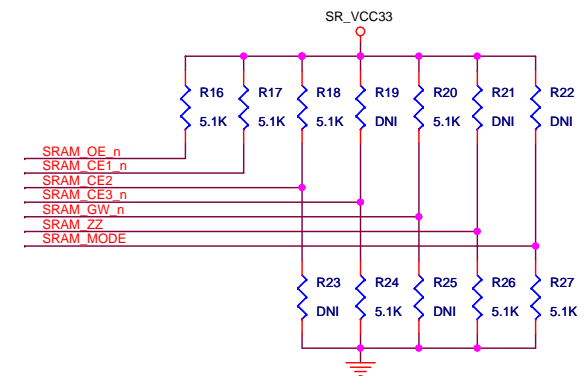 SR_VCC33
R16 R17 R18 R19 R20 R21 R22
5.1K 5.1K 5.1K DNI 5.1K DNI DNI
SRAM_OE_n
SRAM_CE1_n
SRAM_CE2
SRAM_CE3_n
SRAM_GW_n
SRAM_ZZ
SRAM_MODE
R23 R24 R25 R26 R27
DNI 5.1K DNI 5.1K 5.1K